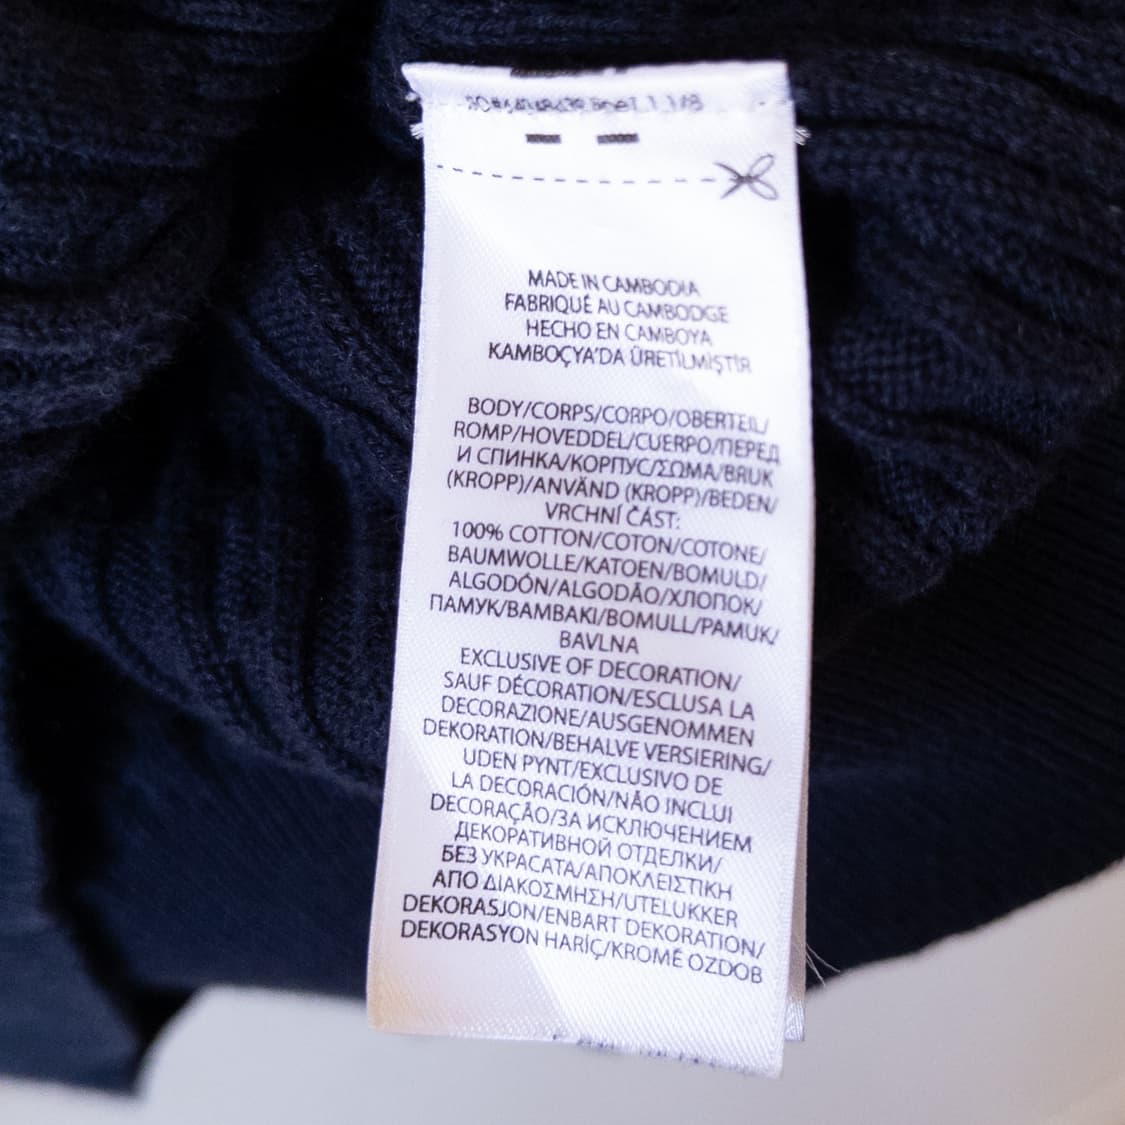 MADE IN CAMBODIA
FABRIQUÉ AU CAMBODGE
HECHO EN CAMBOYA
KAMBOÇYA'DA ÜRETİLMİŞTİR
BODY/CORPS/CORPO/OBERTEIL/
ROMP/HOVEDDEL/CUERPO/ПЕРЕД
И СПИНКА/КОРПУС/ΣΩΜΑ/BRUK
(KROPP)/ANVÄND (KROPP)/BEDEN/
VRCHNÍ ČÁST:
100% COTTON/COTON/COTONE/
BAUMWOLLE/KATOEN/BOMULD/
ALGODÓN/ALGODÃO/ХЛОПОК/
ПАМУК/BAMBAKI/BOMULL/PAMUK/
BAVLNA
EXCLUSIVE OF DECORATION/
SAUF DÉCORATION/ESCLUSA LA
DECORAZIONE/AUSGENOMMEN
DEKORATION/BEHALVE VERSIERING/
UDEN PYNT/EXCLUSIVO DE
LA DECORACIÓN/NÃO INCLUI
DECORAÇÃO/ЗА ИСКЛЮЧЕНИЕМ
ДЕКОРАТИВНОЙ ОТДЕЛКИ/
БЕЗ УКРАСАТА/ΑΠΟΚΛΕΙΣΤΙΚΗ
ΑΠΟ ΔΙΑΚΟΣΜΗΣΗ/UTELUKKER
DEKORASJON/ENBART DEKORATION/
DEKORASYON HARİÇ/KROMĚ OZDOB